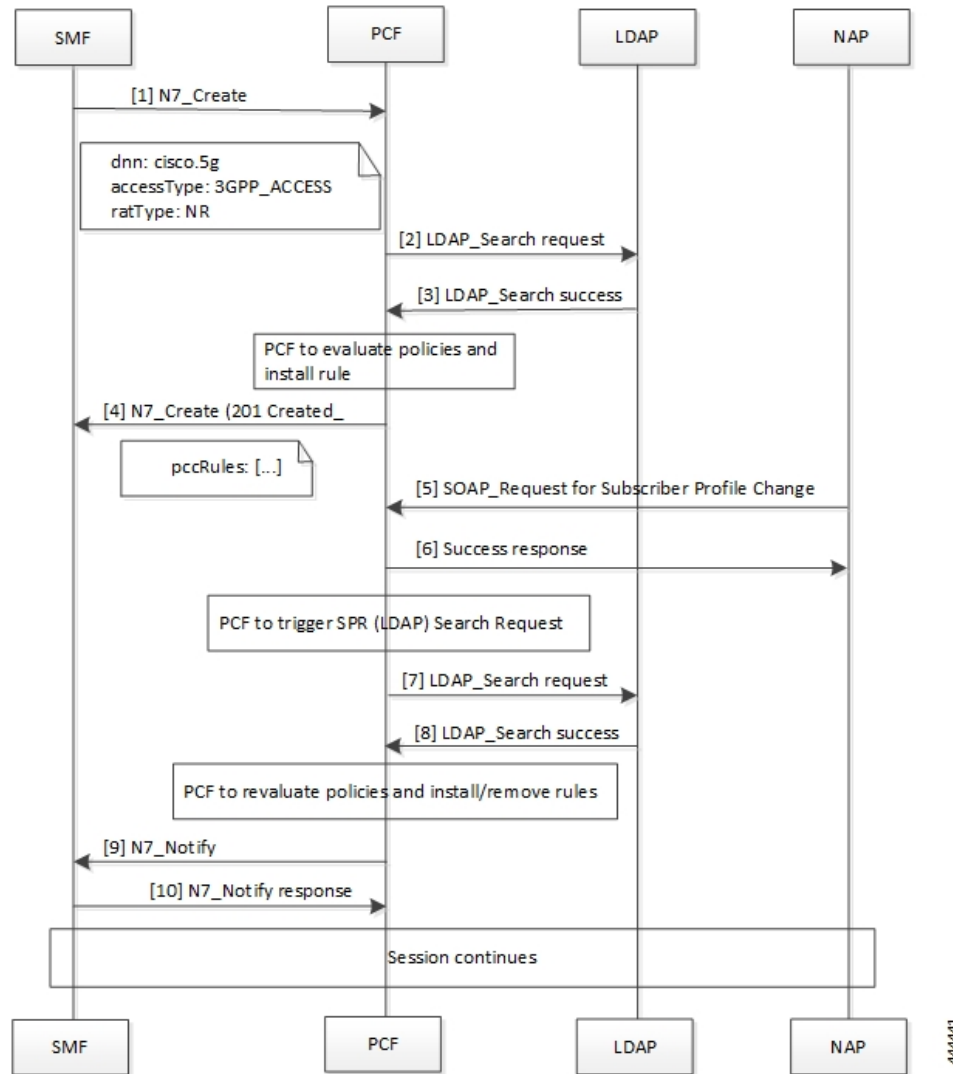 SMF
PCF
LDAP
NAP
[1] N7_Create
dnn: cisco.5g
accessType: 3GPP_ACCESS
ratType: NR
[2] LDAP_Search request
[3] LDAP_Search success
PCF to evaluate policies and
install rule
[4] N7_Create (201 Created_
pccRules: [...]
[5] SOAP_Request for Subscriber Profile Change
[6] Success response
PCF to trigger SPR (LDAP) Search Request
[7] LDAP_Search request
[8] LDAP_Search success
PCF to revaluate policies and install/remove rules
[9] N7_Notify
[10] N7_Notify response
Session continues
SMF
PCF
LDAP
NAP
444441